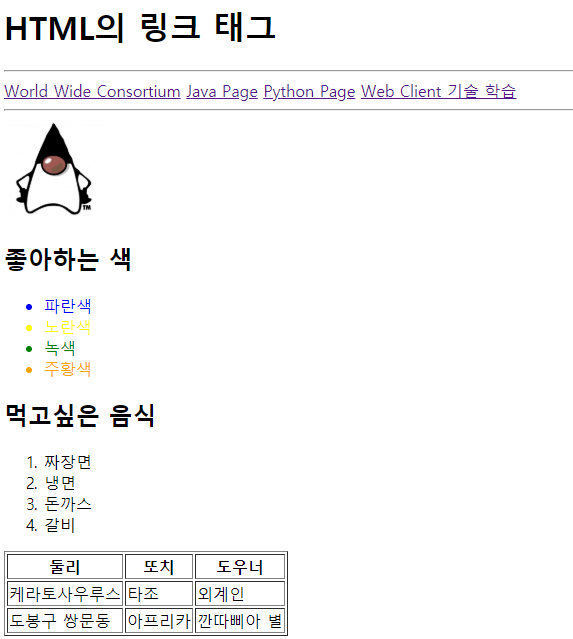 HTML의 링크 태그
World Wide Consortium Java Page Python Page Web Client 기술 학습
TM
좋아하는 색
파란색
노란색
녹색
주황색
먹고싶은 음식
1. 짜장면
2. 냉면
3. 돈까스
4. 갈비
둘리 또치 도우너
케라토사우루스 타조 외계인
도봉구 쌍문동 아프리카 깐따삐아 별